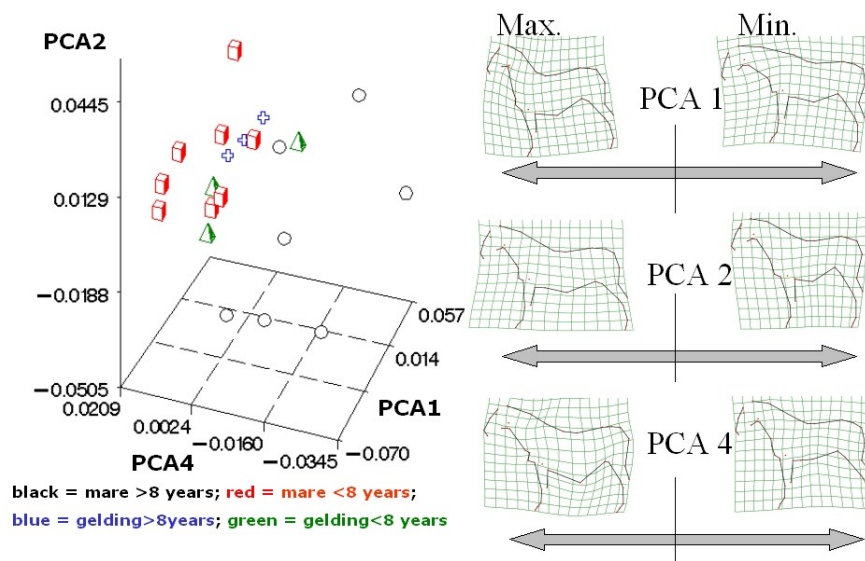 PCA2
0.0445
0.0129
−0.0188
−0.0505
0.0209
0.0024
−0.0160
−0.0345
PCA4
0.057
0.014
−0.070
PCA1
black = mare >8 years; red = mare <8 years;
blue = gelding>8years; green = gelding<8 years
Max. Min.
PCA 1
PCA 2
PCA 4